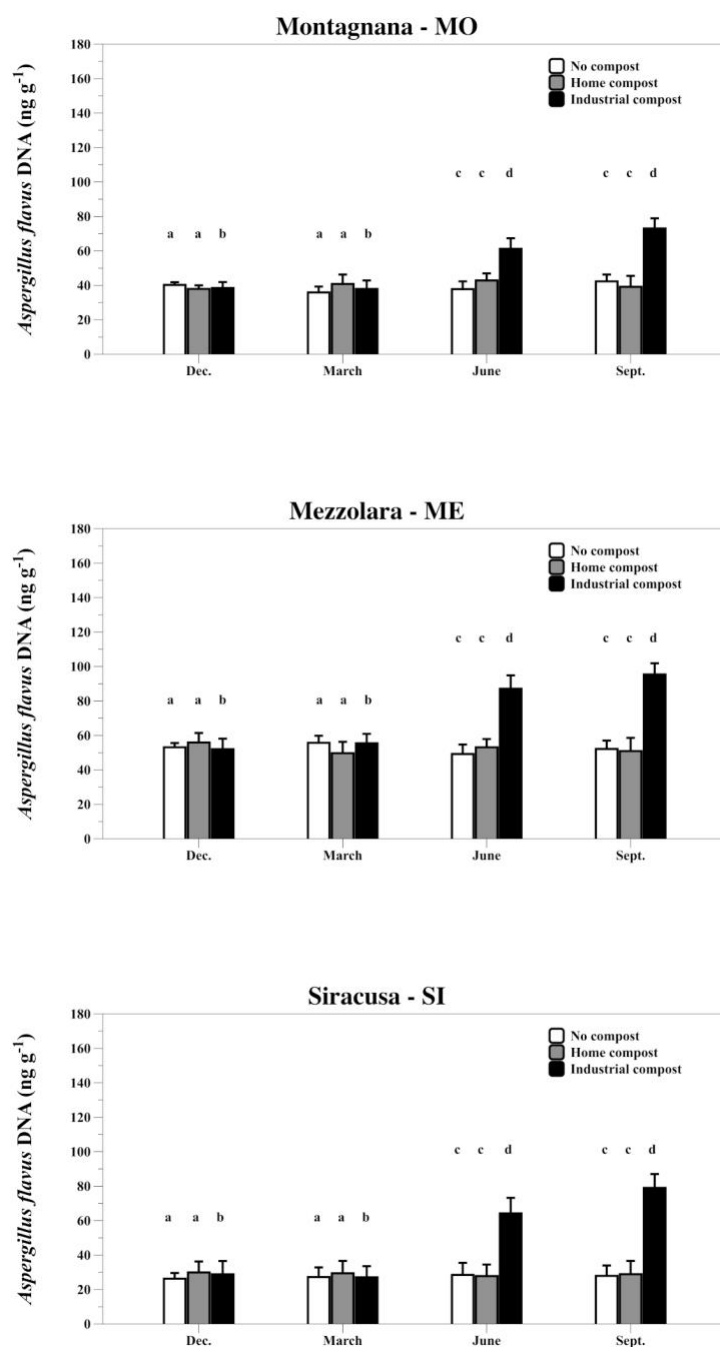 Montagnana - MO
Aspergillus flavus DNA (ng g-1)
180
160
140
120
100
80
60
40
20
0
No compost
Home compost
Industrial compost
a a b
a a b
c c d
c c d
Dec. March June Sept.
Mezzolara - ME
Aspergillus flavus DNA (ng g-1)
180
160
140
120
100
80
60
40
20
0
No compost
Home compost
Industrial compost
a a b
a a b
c c d
c c d
Dec. March June Sept.
Siracusa - SI
Aspergillus flavus DNA (ng g-1)
180
160
140
120
100
80
60
40
20
0
No compost
Home compost
Industrial compost
a a b
a a b
c c d
c c d
Dec. March June Sept.